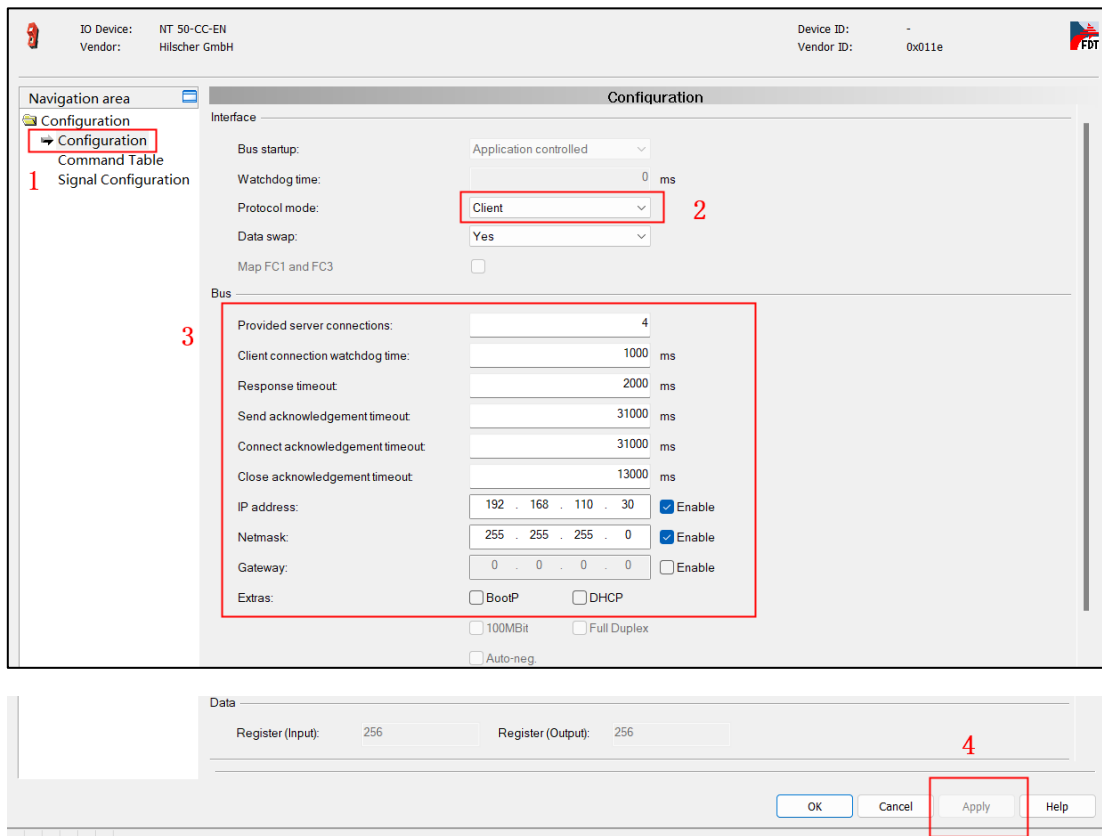 IO Device: NT 50-CC-EN Device ID: -
Vendor: Hilscher GmbH Vendor ID: 0x011e
FDT
Navigation area Configuration
Configuration Interface
Configuration Bus startup: Application controlled
Command Table
1 Signal Configuration Watchdog time: 0 ms
Protocol mode: Client 2
Data swap: Yes
Map FC1 and FC3
Bus
3 Provided server connections: 4
Client connection watchdog time: 1000 ms
Response timeout: 2000 ms
Send acknowledgement timeout: 31000 ms
Connect acknowledgement timeout: 31000 ms
Close acknowledgement timeout: 13000 ms
IP address: 192 . 168 . 110 . 30 Enable
Netmask: 255 . 255 . 255 . 0 Enable
Gateway: 0 . 0 . 0 . 0 Enable
Extras: BootP DHCP
100MBit Full Duplex
Auto-neg.
Data
Register (Input): 256 Register (Output): 256
4
OK Cancel Apply Help